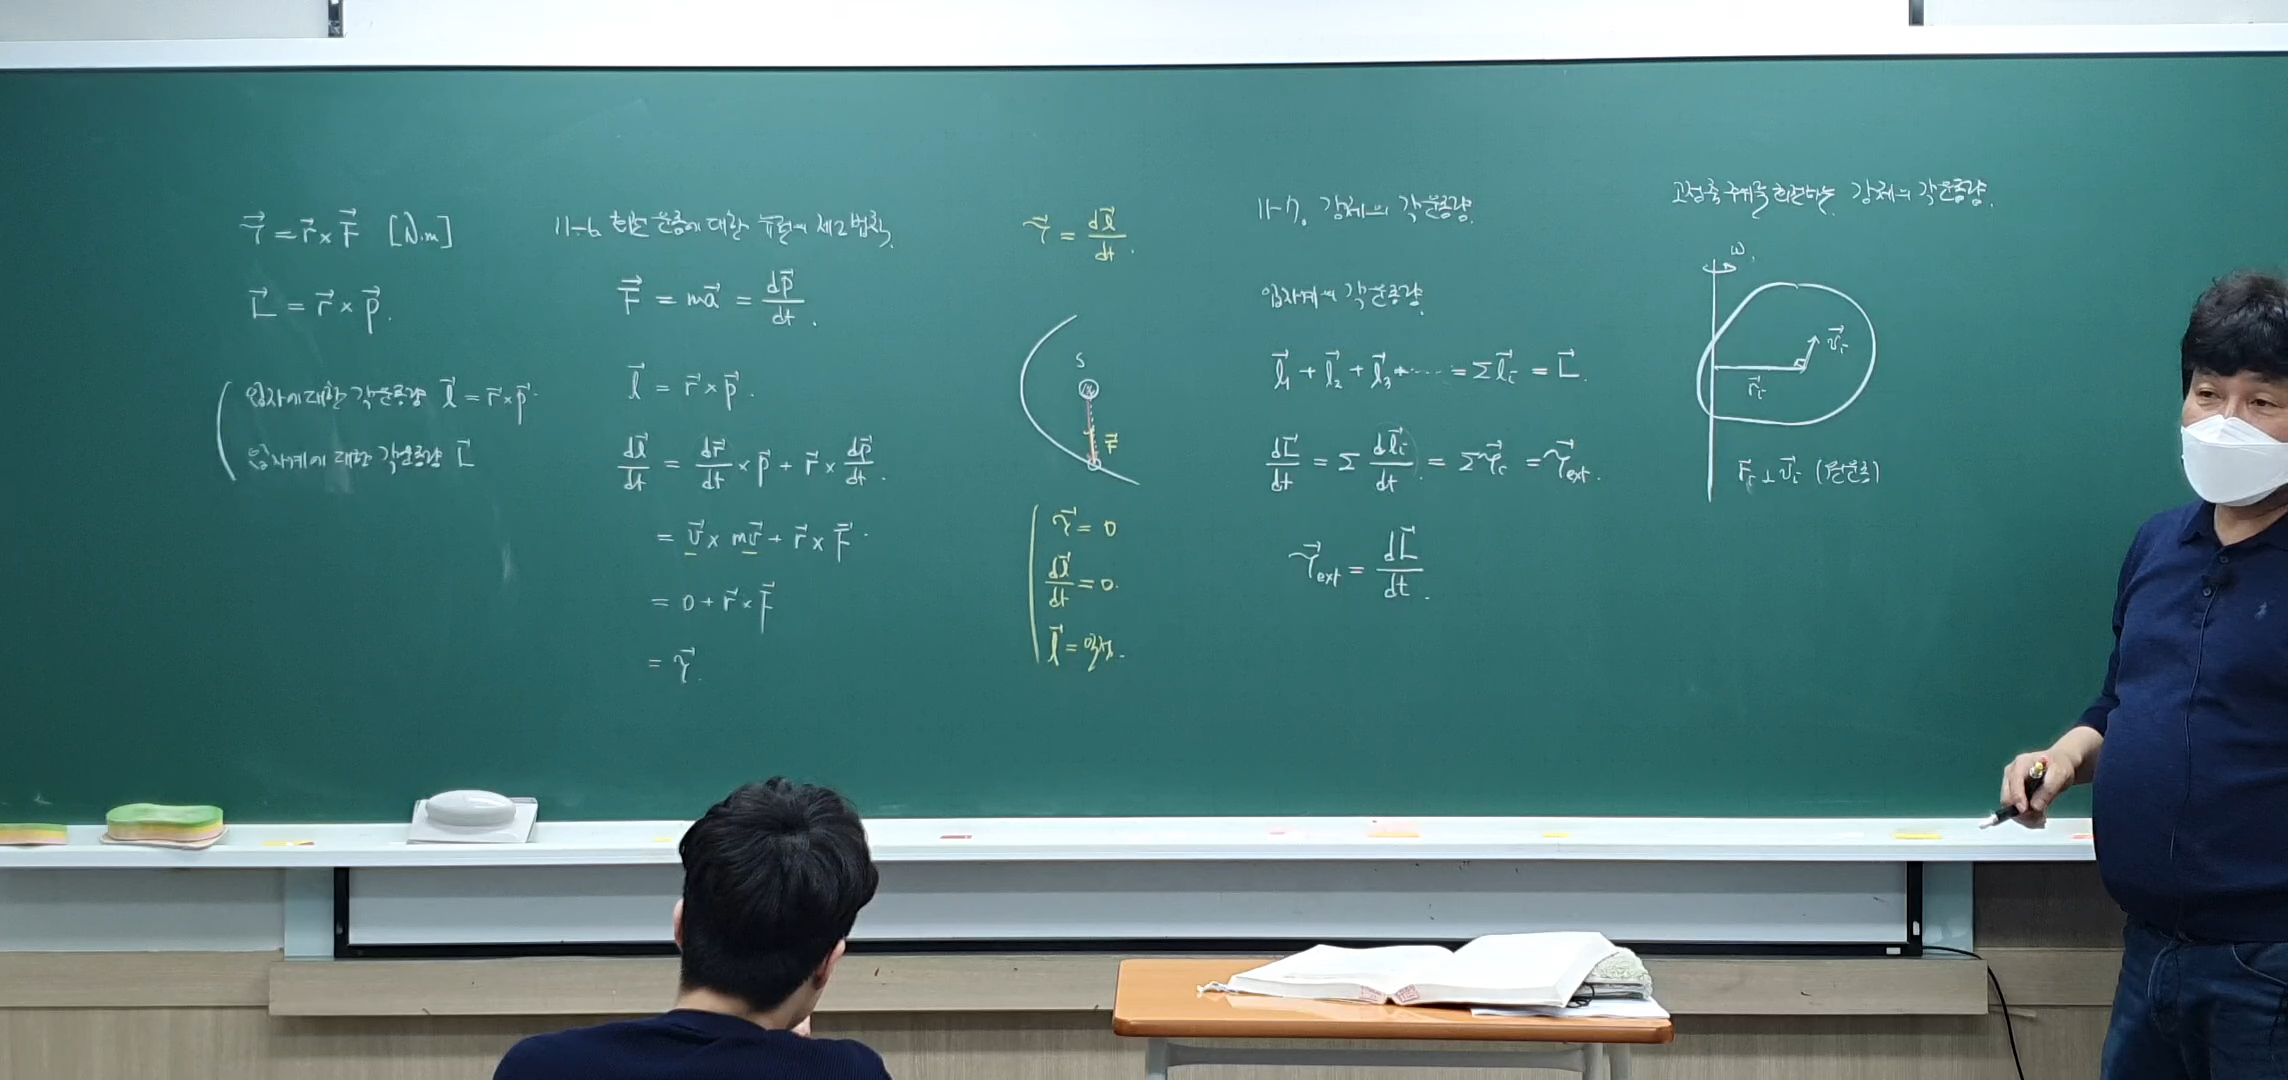 τ⃗ = r⃗ × F⃗ [N.m]
L⃗ = r⃗ × p⃗.
입자에 대한 각운동량 l⃗ = r⃗ × p⃗.
입자계에 대한 각운동량 L⃗
11-6. 회전운동에 대한 뉴턴의 제2법칙.
F⃗ = ma⃗ = dp⃗/dt.
l⃗ = r⃗ × p⃗.
dl⃗/dt = dr⃗/dt × p⃗ + r⃗ × dp⃗/dt.
= v⃗ × mv⃗ + r⃗ × F⃗.
= 0 + r⃗ × F⃗
= τ⃗.
τ⃗ = dl⃗/dt.
S
M
F⃗
τ⃗ = 0
dl⃗/dt = 0.
l⃗ = 일정.
11-7. 강체의 각운동량.
입자계의 각운동량.
l⃗₁ + l⃗₂ + l⃗₃ + ····· = Σl⃗ᵢ = L⃗.
dL⃗/dt = Σ dl⃗ᵢ/dt = Στ⃗ᵢ = τ⃗ext.
τ⃗ext = dL⃗/dt.
고정축 주위를 회전하는 강체의 각운동량.
ω.
v⃗ᵢ
r⃗ᵢ
r⃗ᵢ ⊥ v⃗ᵢ (원운동)